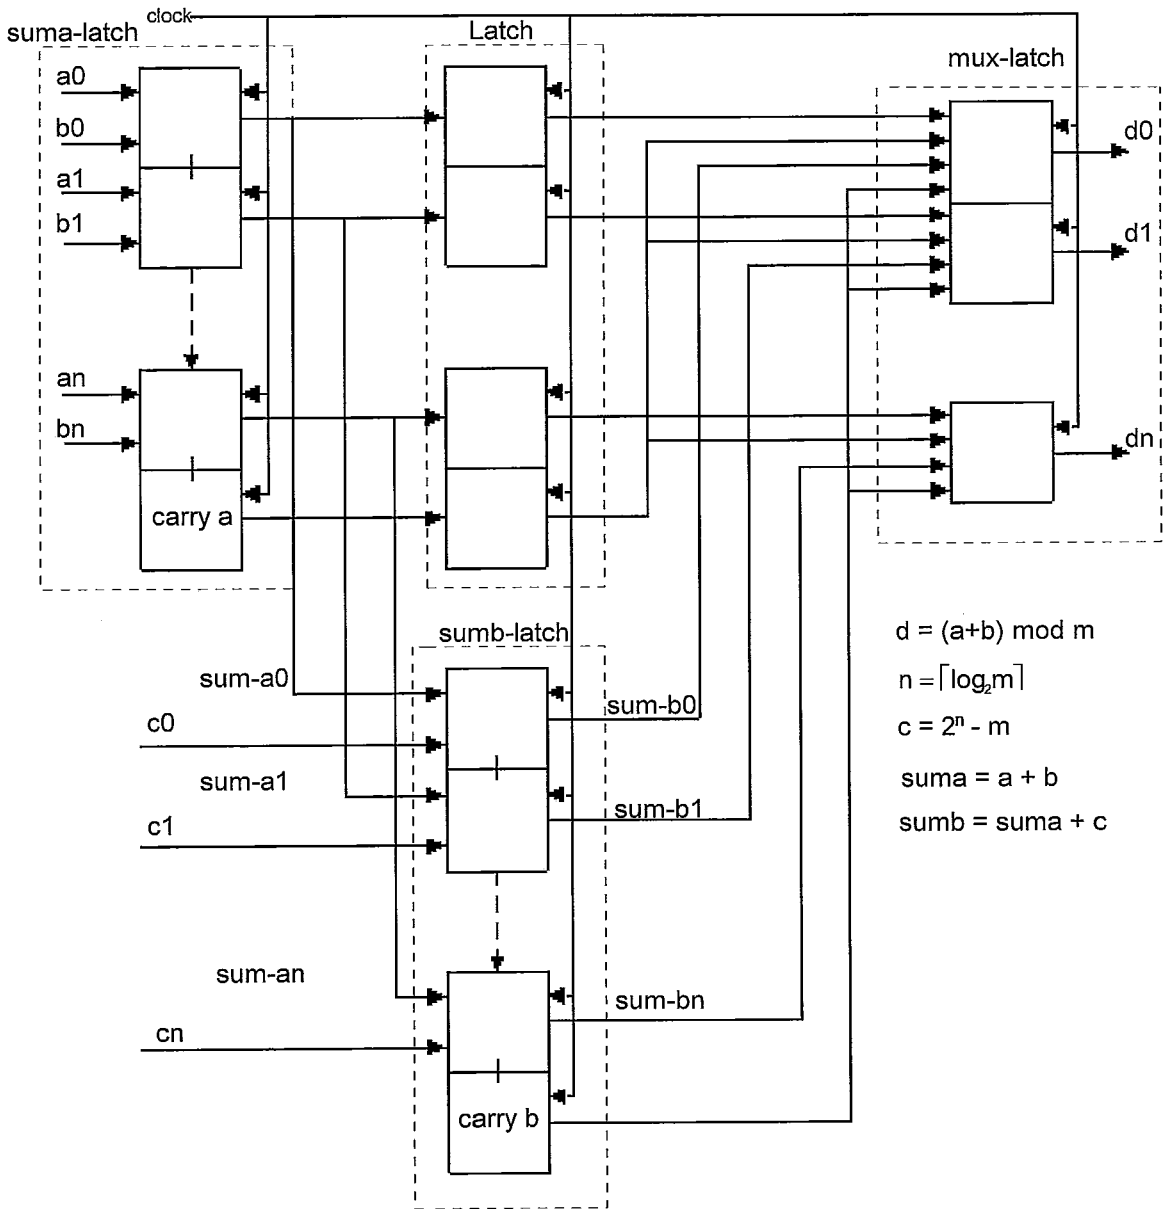 clock
suma-latch
Latch
mux-latch
a0
b0
a1
b1
an
bn
carry a
d0
d1
dn
sumb-latch
sum-a0
c0
sum-a1
c1
sum-an
cn
sum-b0
sum-b1
sum-bn
carry b
d = (a+b) mod m
n = ⌈log₂m⌉
c = 2ⁿ - m
suma = a + b
sumb = suma + c